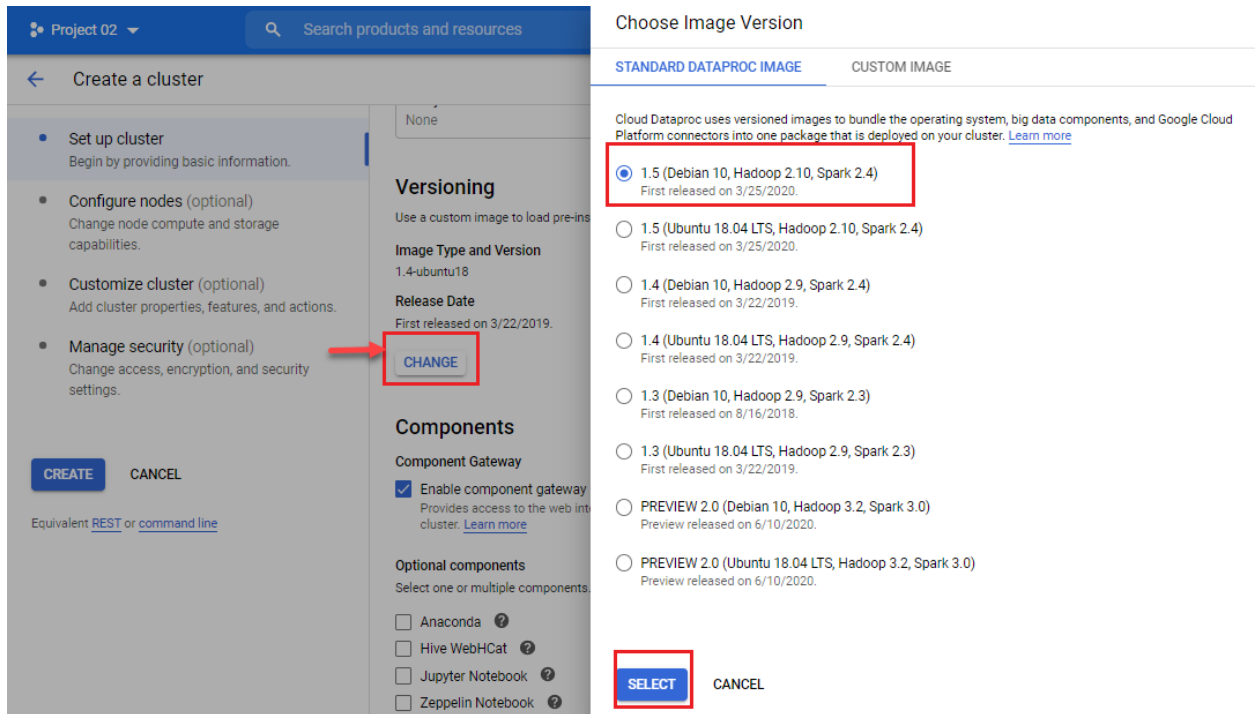 Project 02
Search products and resources
Create a cluster
Set up cluster
Begin by providing basic information.
Configure nodes (optional)
Change node compute and storage
capabilities.
Customize cluster (optional)
Add cluster properties, features, and actions.
Manage security (optional)
Change access, encryption, and security
settings.
CREATE
CANCEL
Equivalent REST or command line
None
Versioning
Use a custom image to load pre-ins
Image Type and Version
1.4-ubuntu18
Release Date
First released on 3/22/2019.
CHANGE
Components
Component Gateway
Enable component gateway
Provides access to the web inte
cluster. Learn more
Optional components
Select one or multiple components.
Anaconda
Hive WebHCat
Jupyter Notebook
Zeppelin Notebook
Choose Image Version
STANDARD DATAPROC IMAGE
CUSTOM IMAGE
Cloud Dataproc uses versioned images to bundle the operating system, big data components, and Google Cloud
Platform connectors into one package that is deployed on your cluster. Learn more
1.5 (Debian 10, Hadoop 2.10, Spark 2.4)
First released on 3/25/2020.
1.5 (Ubuntu 18.04 LTS, Hadoop 2.10, Spark 2.4)
First released on 3/25/2020.
1.4 (Debian 10, Hadoop 2.9, Spark 2.4)
First released on 3/22/2019.
1.4 (Ubuntu 18.04 LTS, Hadoop 2.9, Spark 2.4)
First released on 3/22/2019.
1.3 (Debian 10, Hadoop 2.9, Spark 2.3)
First released on 8/16/2018.
1.3 (Ubuntu 18.04 LTS, Hadoop 2.9, Spark 2.3)
First released on 3/22/2019.
PREVIEW 2.0 (Debian 10, Hadoop 3.2, Spark 3.0)
Preview released on 6/10/2020.
PREVIEW 2.0 (Ubuntu 18.04 LTS, Hadoop 3.2, Spark 3.0)
Preview released on 6/10/2020.
SELECT
CANCEL